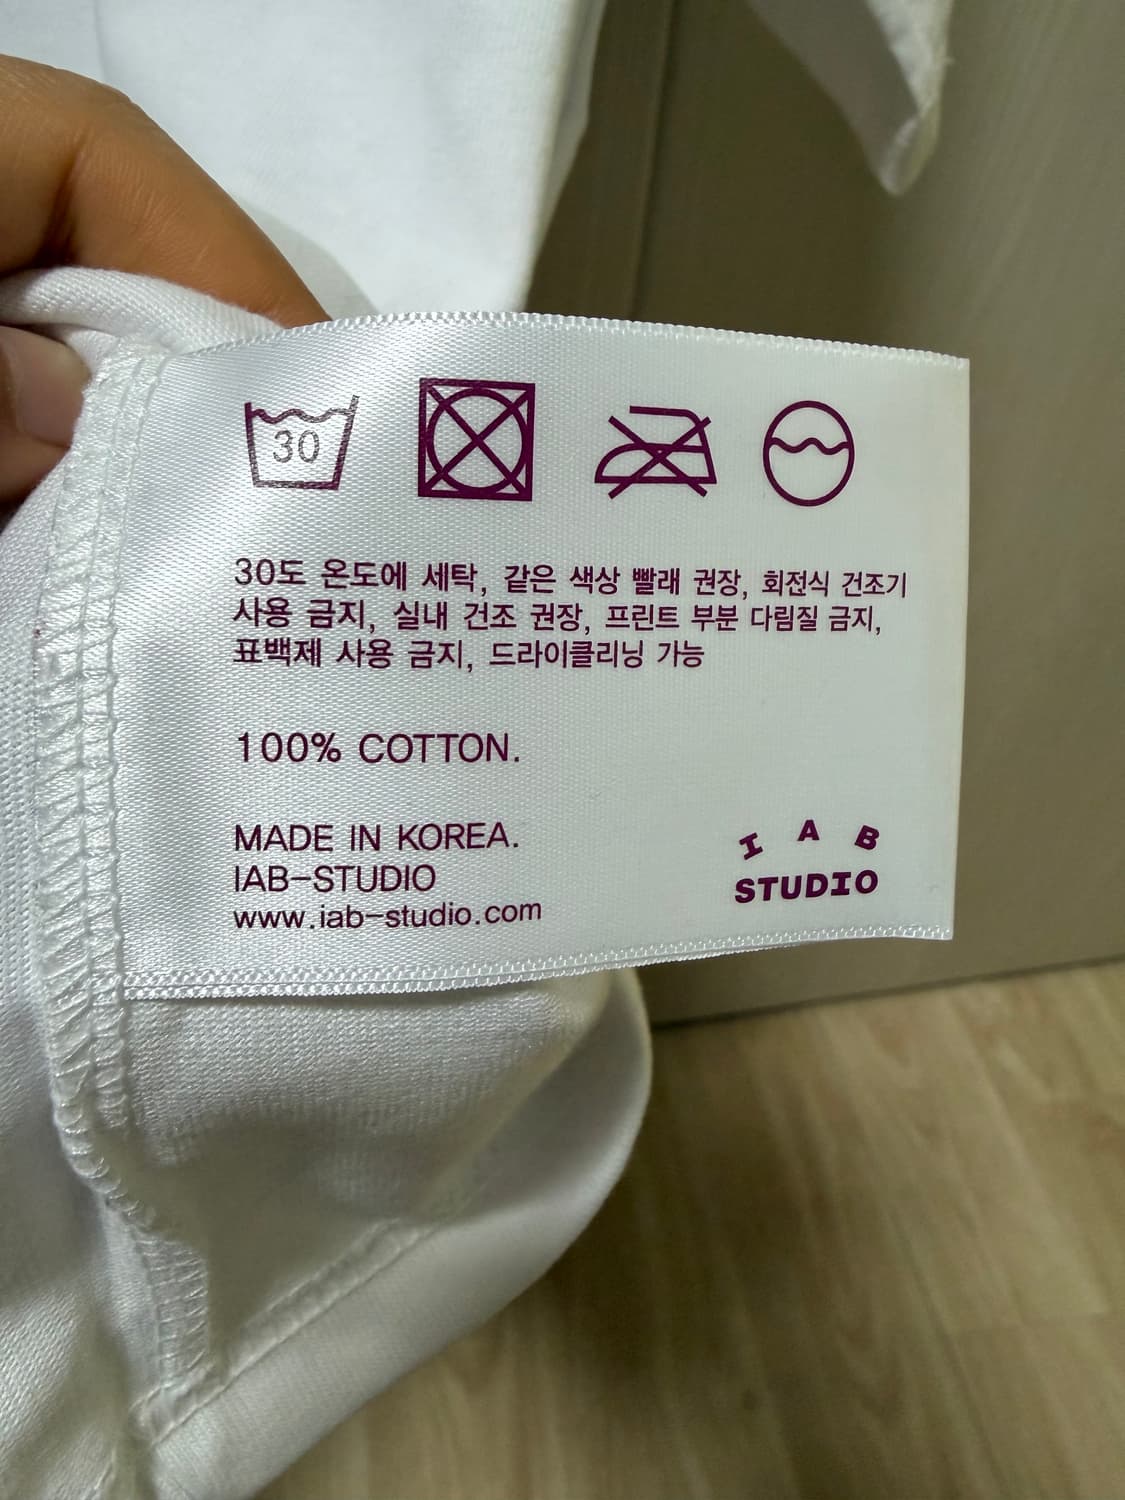 30
30도 온도에 세탁, 같은 색상 빨래 권장, 회전식 건조기
사용 금지, 실내 건조 권장, 프린트 부분 다림질 금지,
표백제 사용 금지, 드라이클리닝 가능
100% COTTON.
MADE IN KOREA.
IAB-STUDIO
www.iab-studio.com
I A B
STUDIO